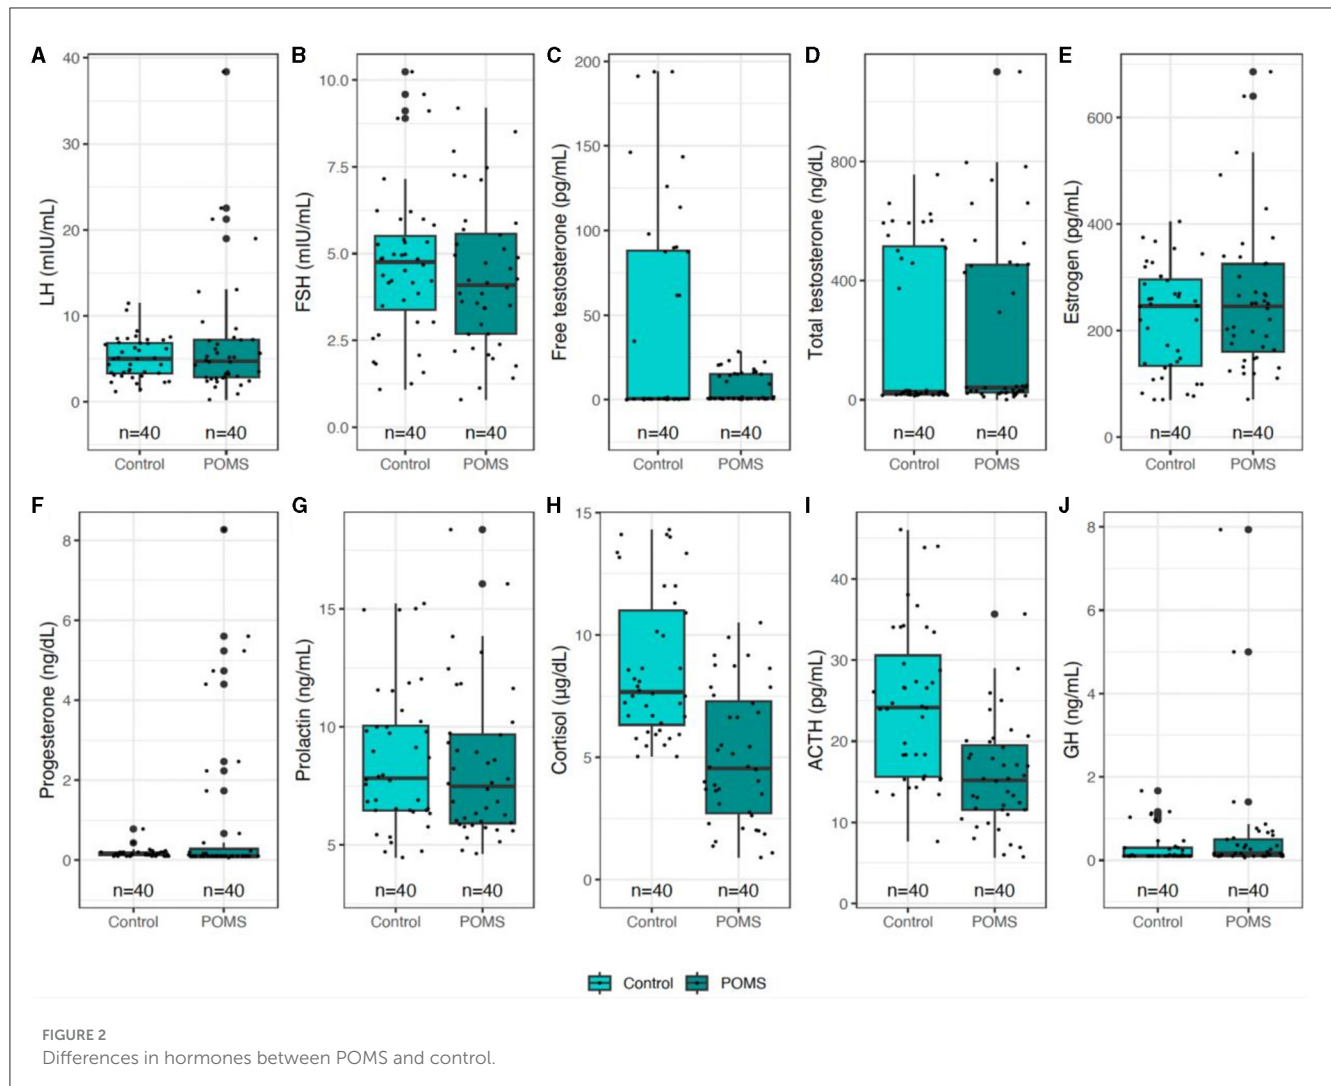 A
LH (mIU/mL)
40
30
20
10
0
n=40 n=40
Control POMS
B
FSH (mIU/mL)
10.0
7.5
5.0
2.5
0.0
n=40 n=40
Control POMS
C
Free testosterone (pg/mL)
200
150
100
50
0
n=40 n=40
Control POMS
D
Total testosterone (ng/dL)
800
400
0
n=40 n=40
Control POMS
E
Estrogen (pg/mL)
600
400
200
0
n=40 n=40
Control POMS
F
Progesterone (ng/dL)
8
6
4
2
0
n=40 n=40
Control POMS
G
Prolactin (ng/mL)
15
10
5
n=40 n=40
Control POMS
H
Cortisol (µg/dL)
15
10
5
0
n=40 n=40
Control POMS
I
ACTH (pg/mL)
40
30
20
10
0
n=40 n=40
Control POMS
J
GH (ng/mL)
8
6
4
2
0
n=40 n=40
Control POMS
Control POMS
FIGURE 2
Differences in hormones between POMS and control.